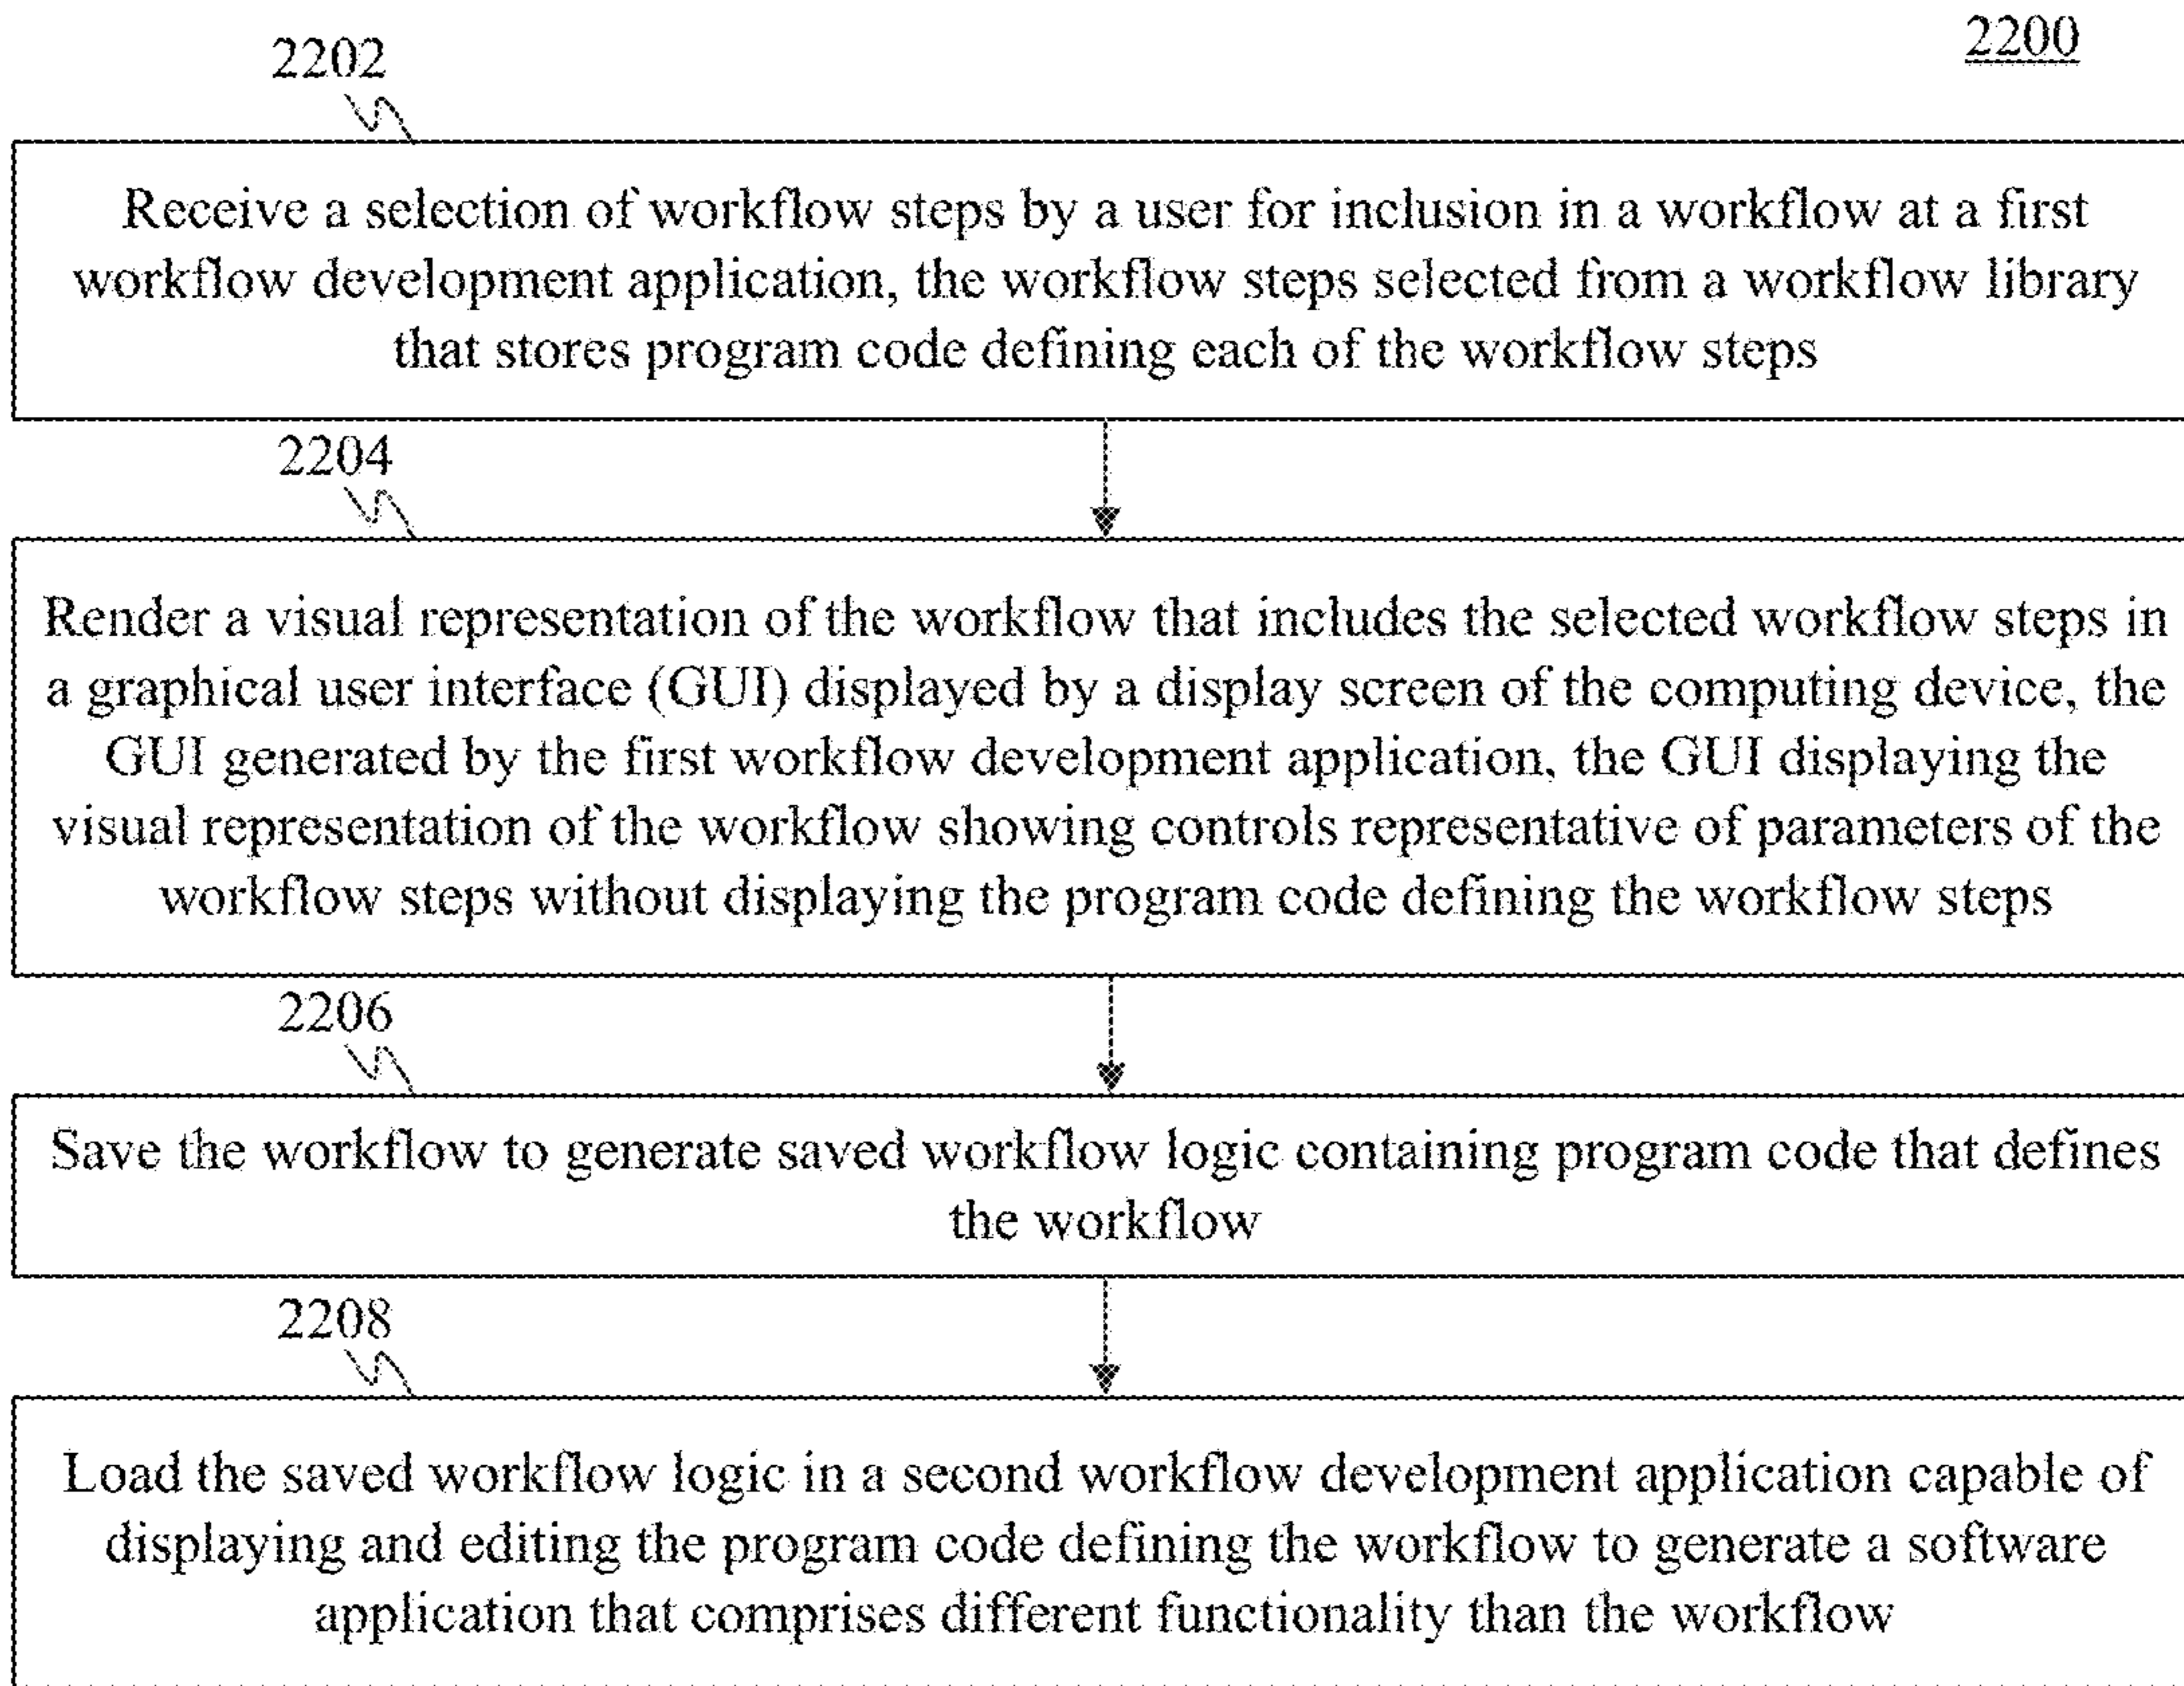 2200
2202
Receive a selection of workflow steps by a user for inclusion in a workflow at a first
workflow development application, the workflow steps selected from a workflow library
that stores program code defining each of the workflow steps
2204
Render a visual representation of the workflow that includes the selected workflow steps in
a graphical user interface (GUI) displayed by a display screen of the computing device, the
GUI generated by the first workflow development application, the GUI displaying the
visual representation of the workflow showing controls representative of parameters of the
workflow steps without displaying the program code defining the workflow steps
2206
Save the workflow to generate saved workflow logic containing program code that defines
the workflow
2208
Load the saved workflow logic in a second workflow development application capable of
displaying and editing the program code defining the workflow to generate a software
application that comprises different functionality than the workflow